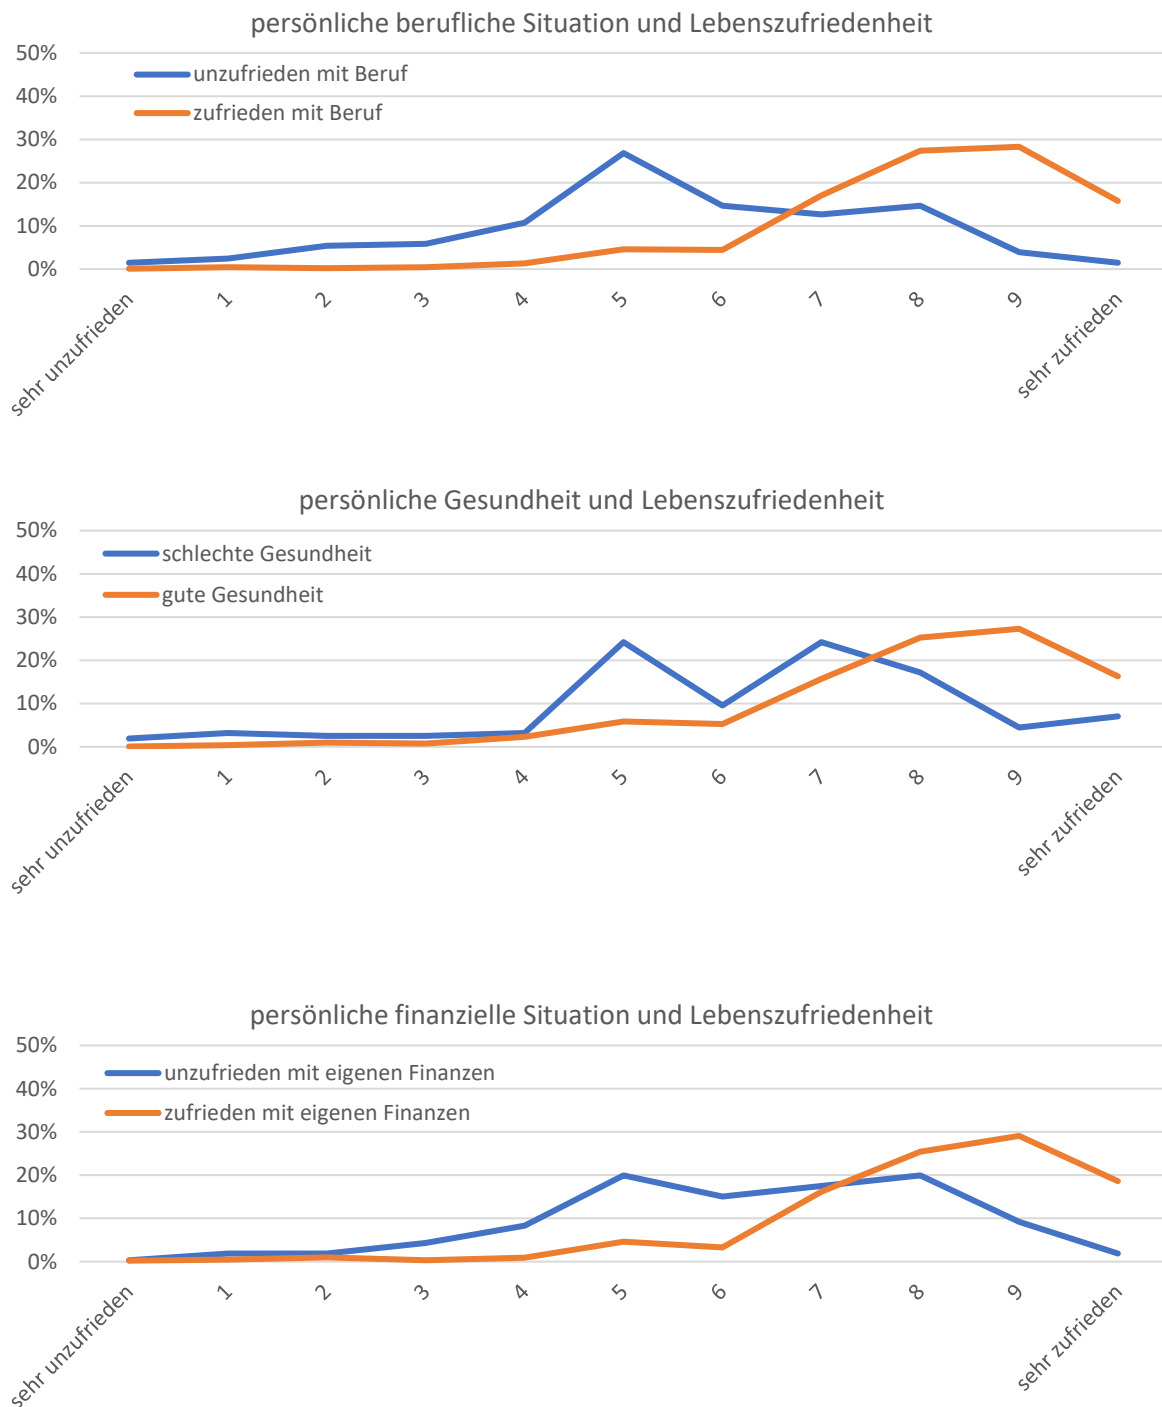 persönliche berufliche Situation und Lebenszufriedenheit
50%
unzufrieden mit Beruf
40%
zufrieden mit Beruf
30%
20%
10%
0%
sehr unzufrieden 1 2 3 4 5 6 7 8 9 sehr zufrieden
persönliche Gesundheit und Lebenszufriedenheit
50%
schlechte Gesundheit
40%
gute Gesundheit
30%
20%
10%
0%
sehr unzufrieden 1 2 3 4 5 6 7 8 9 sehr zufrieden
persönliche finanzielle Situation und Lebenszufriedenheit
50%
unzufrieden mit eigenen Finanzen
40%
zufrieden mit eigenen Finanzen
30%
20%
10%
0%
sehr unzufrieden 1 2 3 4 5 6 7 8 9 sehr zufrieden